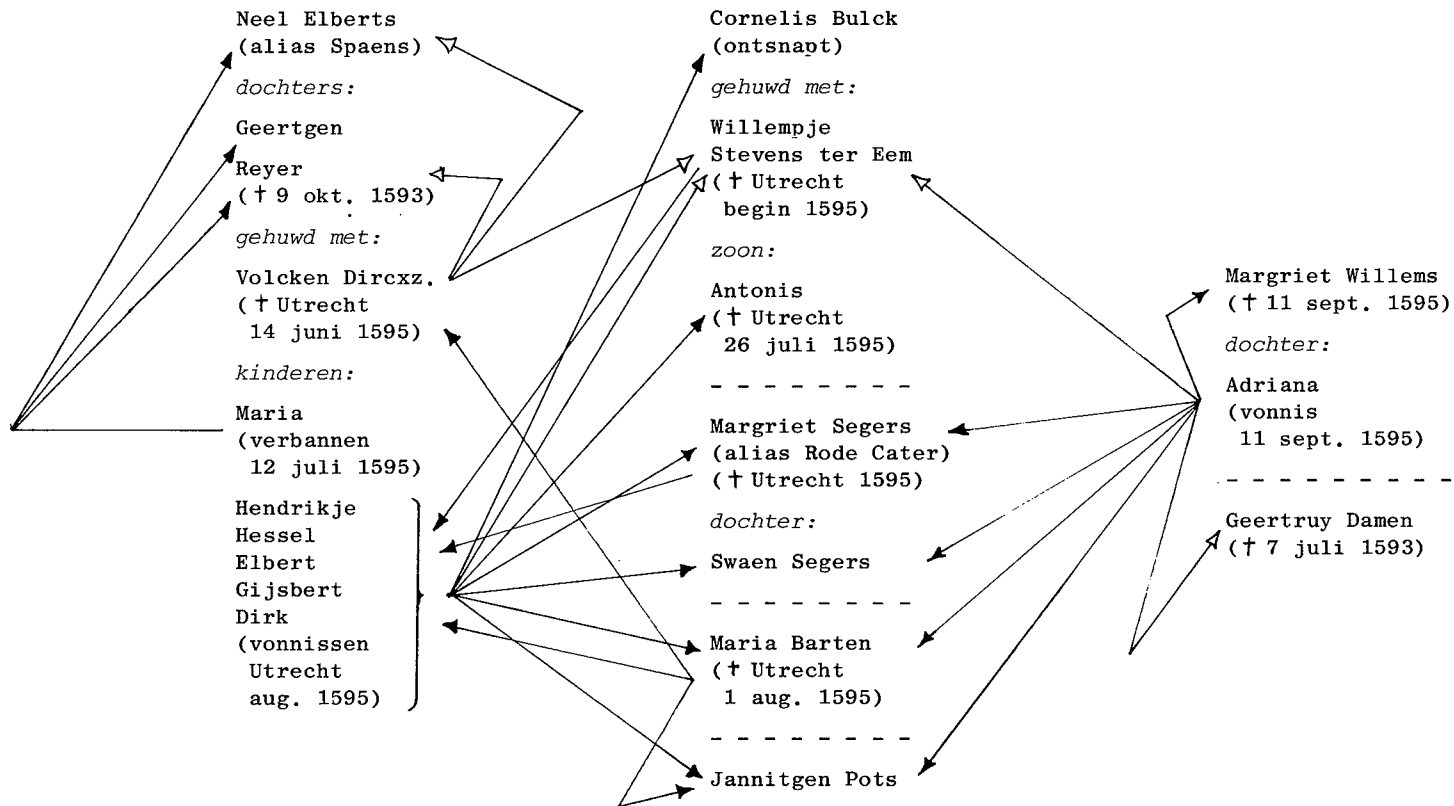 Neel Elberts
(alias Spaens)
dochters:
Geertgen
Reyer
(† 9 okt. 1593)
gehuwd met:
Volcken Dircxz.
(† Utrecht
14 juni 1595)
kinderen:
Maria
(verbannen
12 juli 1595)
Hendrikje
Hessel
Elbert
Gijsbert
Dirk
(vonnissen
Utrecht
aug. 1595)
Cornelis Bulck
(ontsnapt)
gehuwd met:
Willempje
Stevens ter Eem
(† Utrecht
begin 1595)
zoon:
Antonis
(† Utrecht
26 juli 1595)
- - - - - - - -
Margriet Segers
(alias Rode Cater)
(† Utrecht 1595)
dochter:
Swaen Segers
- - - - - - - -
Maria Barten
(† Utrecht
1 aug. 1595)
- - - - - - - -
Jannitgen Pots
Margriet Willems
(† 11 sept. 1595)
dochter:
Adriana
(vonnis
11 sept. 1595)
- - - - - - - - -
Geertruy Damen
(† 7 juli 1593)